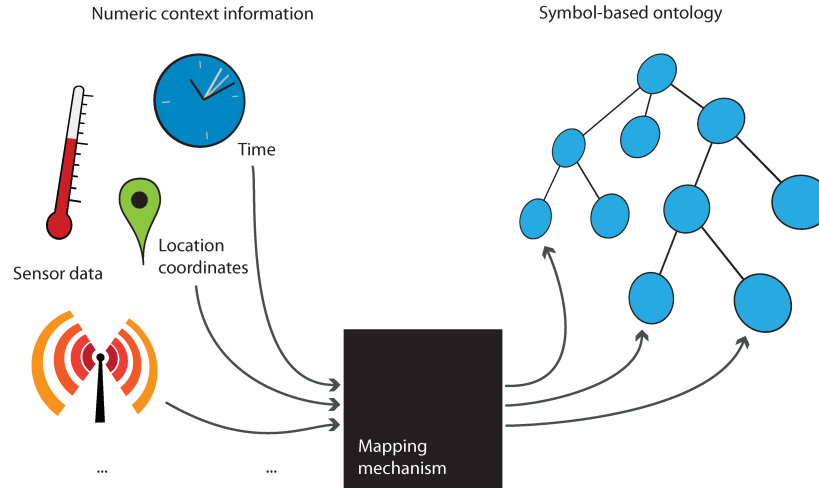 Numeric context information
Symbol-based ontology
Time
Location
coordinates
Sensor data
Mapping
mechanism
...
...